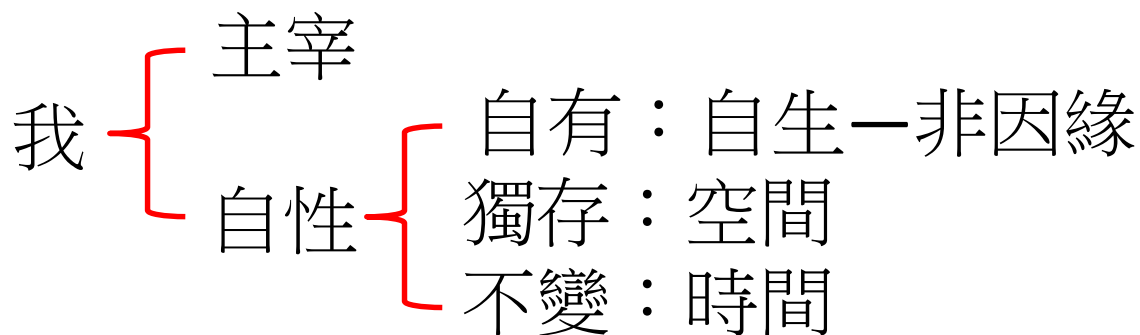 主宰
我
自有：自生－非因緣
自性
獨存：空間
不變：時間